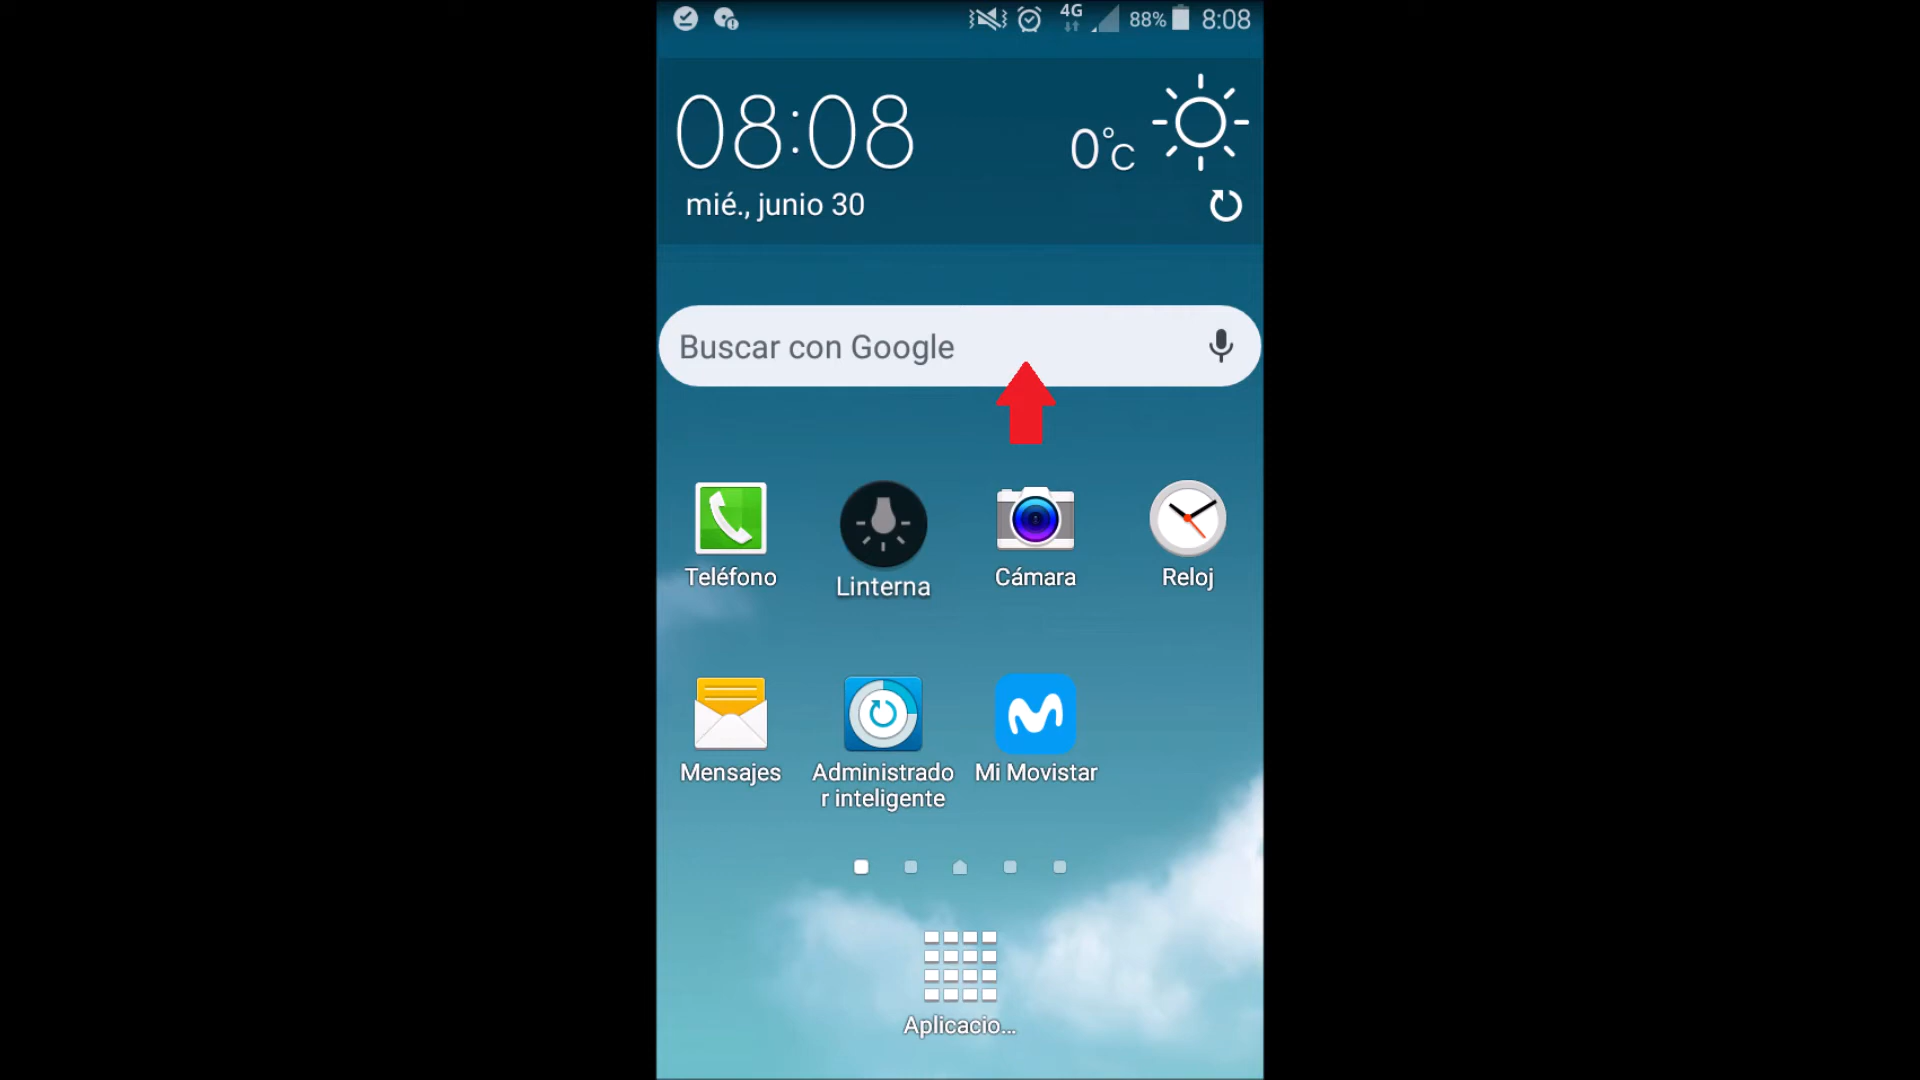 4G 88% 8:08
08:08
0°C
mié., junio 30
Buscar con Google
Teléfono
Linterna
Cámara
Reloj
Mensajes
Administrado
r inteligente
Mi Movistar
Aplicacio...